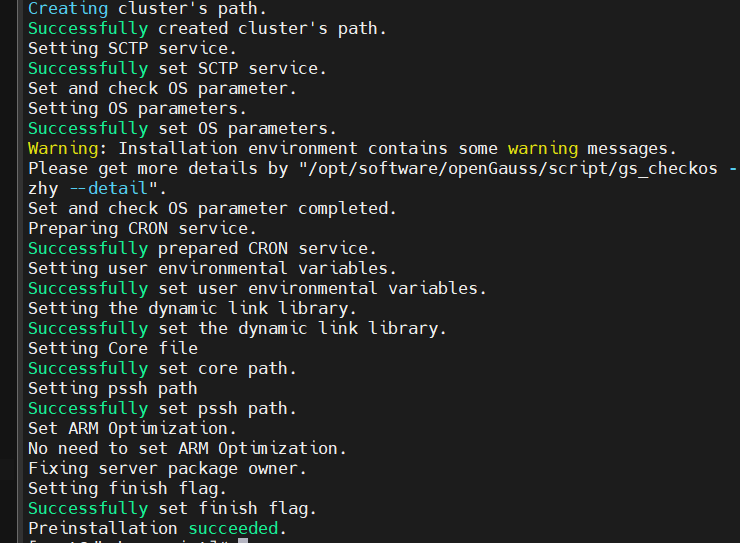 Creating cluster's path.
Successfully created cluster's path.
Setting SCTP service.
Successfully set SCTP service.
Set and check OS parameter.
Setting OS parameters.
Successfully set OS parameters.
Warning: Installation environment contains some warning messages.
Please get more details by "/opt/software/openGauss/script/gs_checkos -
zhy --detail".
Set and check OS parameter completed.
Preparing CRON service.
Successfully prepared CRON service.
Setting user environmental variables.
Successfully set user environmental variables.
Setting the dynamic link library.
Successfully set the dynamic link library.
Setting Core file
Successfully set core path.
Setting pssh path
Successfully set pssh path.
Set ARM Optimization.
No need to set ARM Optimization.
Fixing server package owner.
Setting finish flag.
Successfully set finish flag.
Preinstallation succeeded.